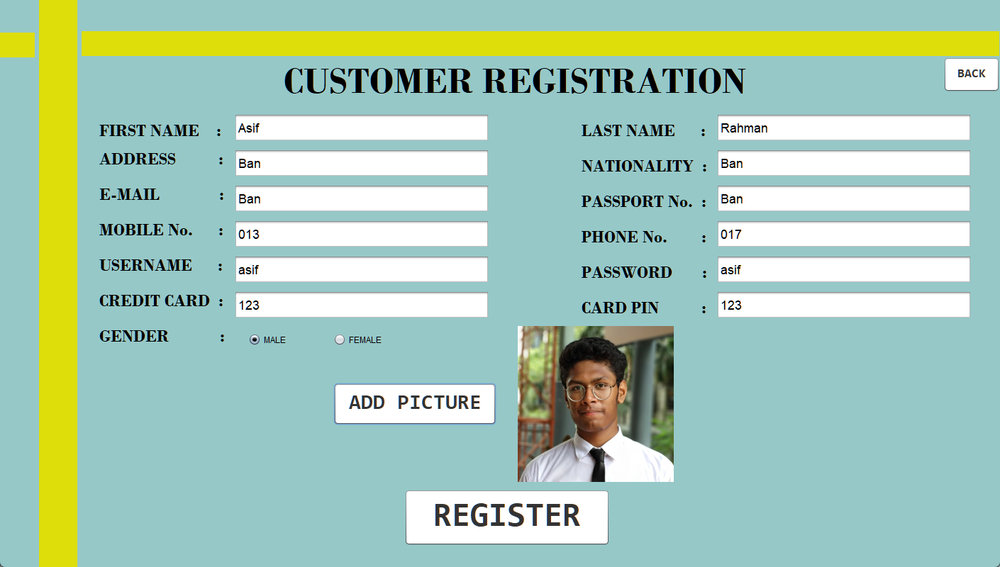 CUSTOMER REGISTRATION
BACK
FIRST NAME : Asif LAST NAME : Rahman
ADDRESS : Ban NATIONALITY : Ban
E-MAIL : Ban PASSPORT No. : Ban
MOBILE No. : 013 PHONE No. : 017
USERNAME : asif PASSWORD : asif
CREDIT CARD : 123 CARD PIN : 123
GENDER : MALE FEMALE
ADD PICTURE
REGISTER